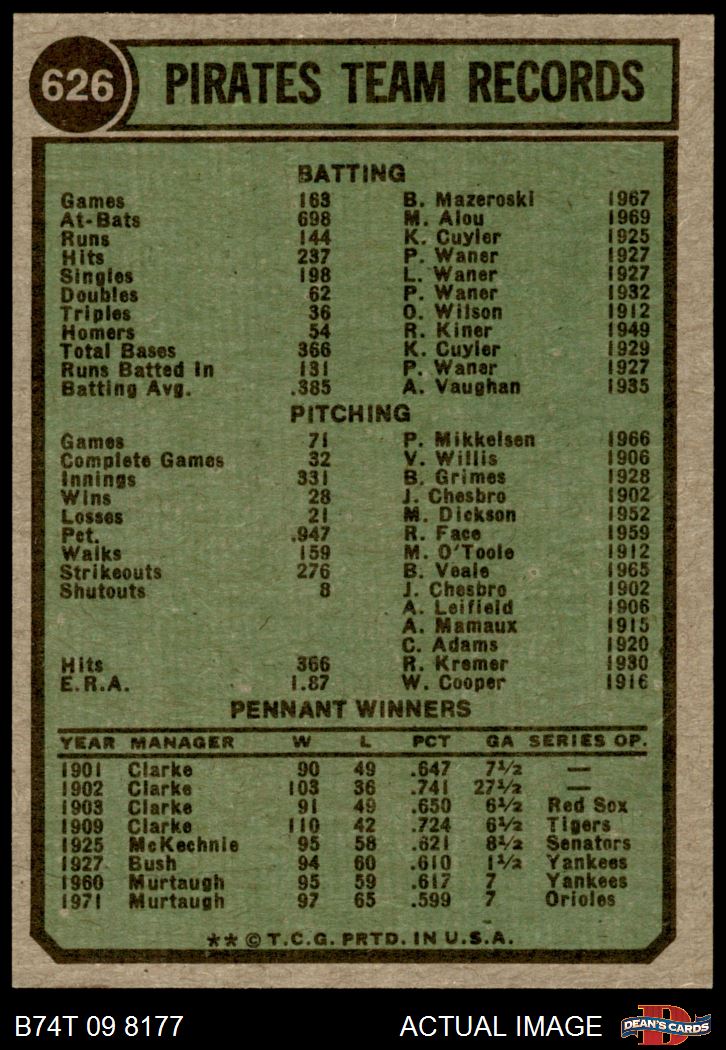 626 PIRATES TEAM RECORDS
BATTING
Games 163 B. Mazeroski 1967
At-Bats 698 M. Alou 1969
Runs 144 K. Cuyler 1925
Hits 237 P. Waner 1927
Singles 198 L. Waner 1927
Doubles 62 P. Waner 1932
Triples 36 O. Wilson 1912
Homers 54 R. Kiner 1949
Total Bases 366 K. Cuyler 1929
Runs Batted In 131 P. Waner 1927
Batting Avg. .385 A. Vaughan 1935
PITCHING
Games 71 P. Mikkelsen 1966
Complete Games 32 V. Willis 1906
Innings 331 B. Grimes 1928
Wins 28 J. Chesbro 1902
Losses 21 M. Dickson 1952
Pct. .947 R. Face 1959
Walks 159 M. O'Toole 1912
Strikeouts 276 B. Veale 1965
Shutouts 8 J. Chesbro 1902
A. Leifield 1906
A. Mamaux 1915
C. Adams 1920
Hits 366 R. Kremer 1930
E.R.A. 1.87 W. Cooper 1916
PENNANT WINNERS
YEAR MANAGER W L PCT GA SERIES OP.
1901 Clarke 90 49 .647 7½ —
1902 Clarke 103 36 .741 27½ —
1903 Clarke 91 49 .650 6½ Red Sox
1909 Clarke 110 42 .724 6½ Tigers
1925 McKechnie 95 58 .621 8½ Senators
1927 Bush 94 60 .610 1½ Yankees
1960 Murtaugh 95 59 .617 7 Yankees
1971 Murtaugh 97 65 .599 7 Orioles
** © T.C.G. PRTD. IN U.S.A.
B74T 09 8177 ACTUAL IMAGE D DEAN'S CARDS